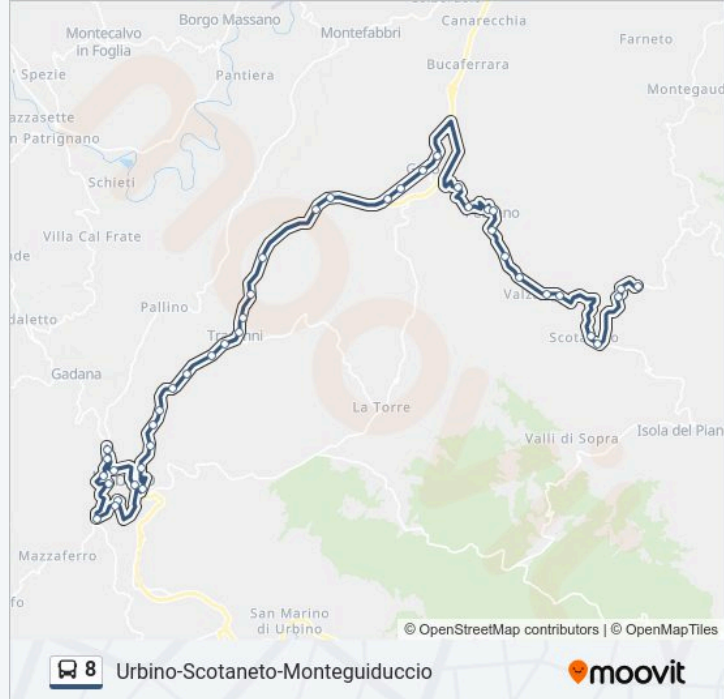 Borgo Massano
Canarecchia
Montecalvo
in Foglia
Montefabbri
Farneto
Bucaferrara
Spezie
Pantiera
Montegaud
azzasette
n Patrignano
Schieti
Villa Cal Frate
Pallino
daletto
Gadana
La Torre
Isola del Pian
Valli di Sopra
Mazzaferro
fo
San Marino
di Urbino
© OpenStreetMap contributors | © OpenMapTiles
8 Urbino-Scotaneto-Monteguiduccio
moovit